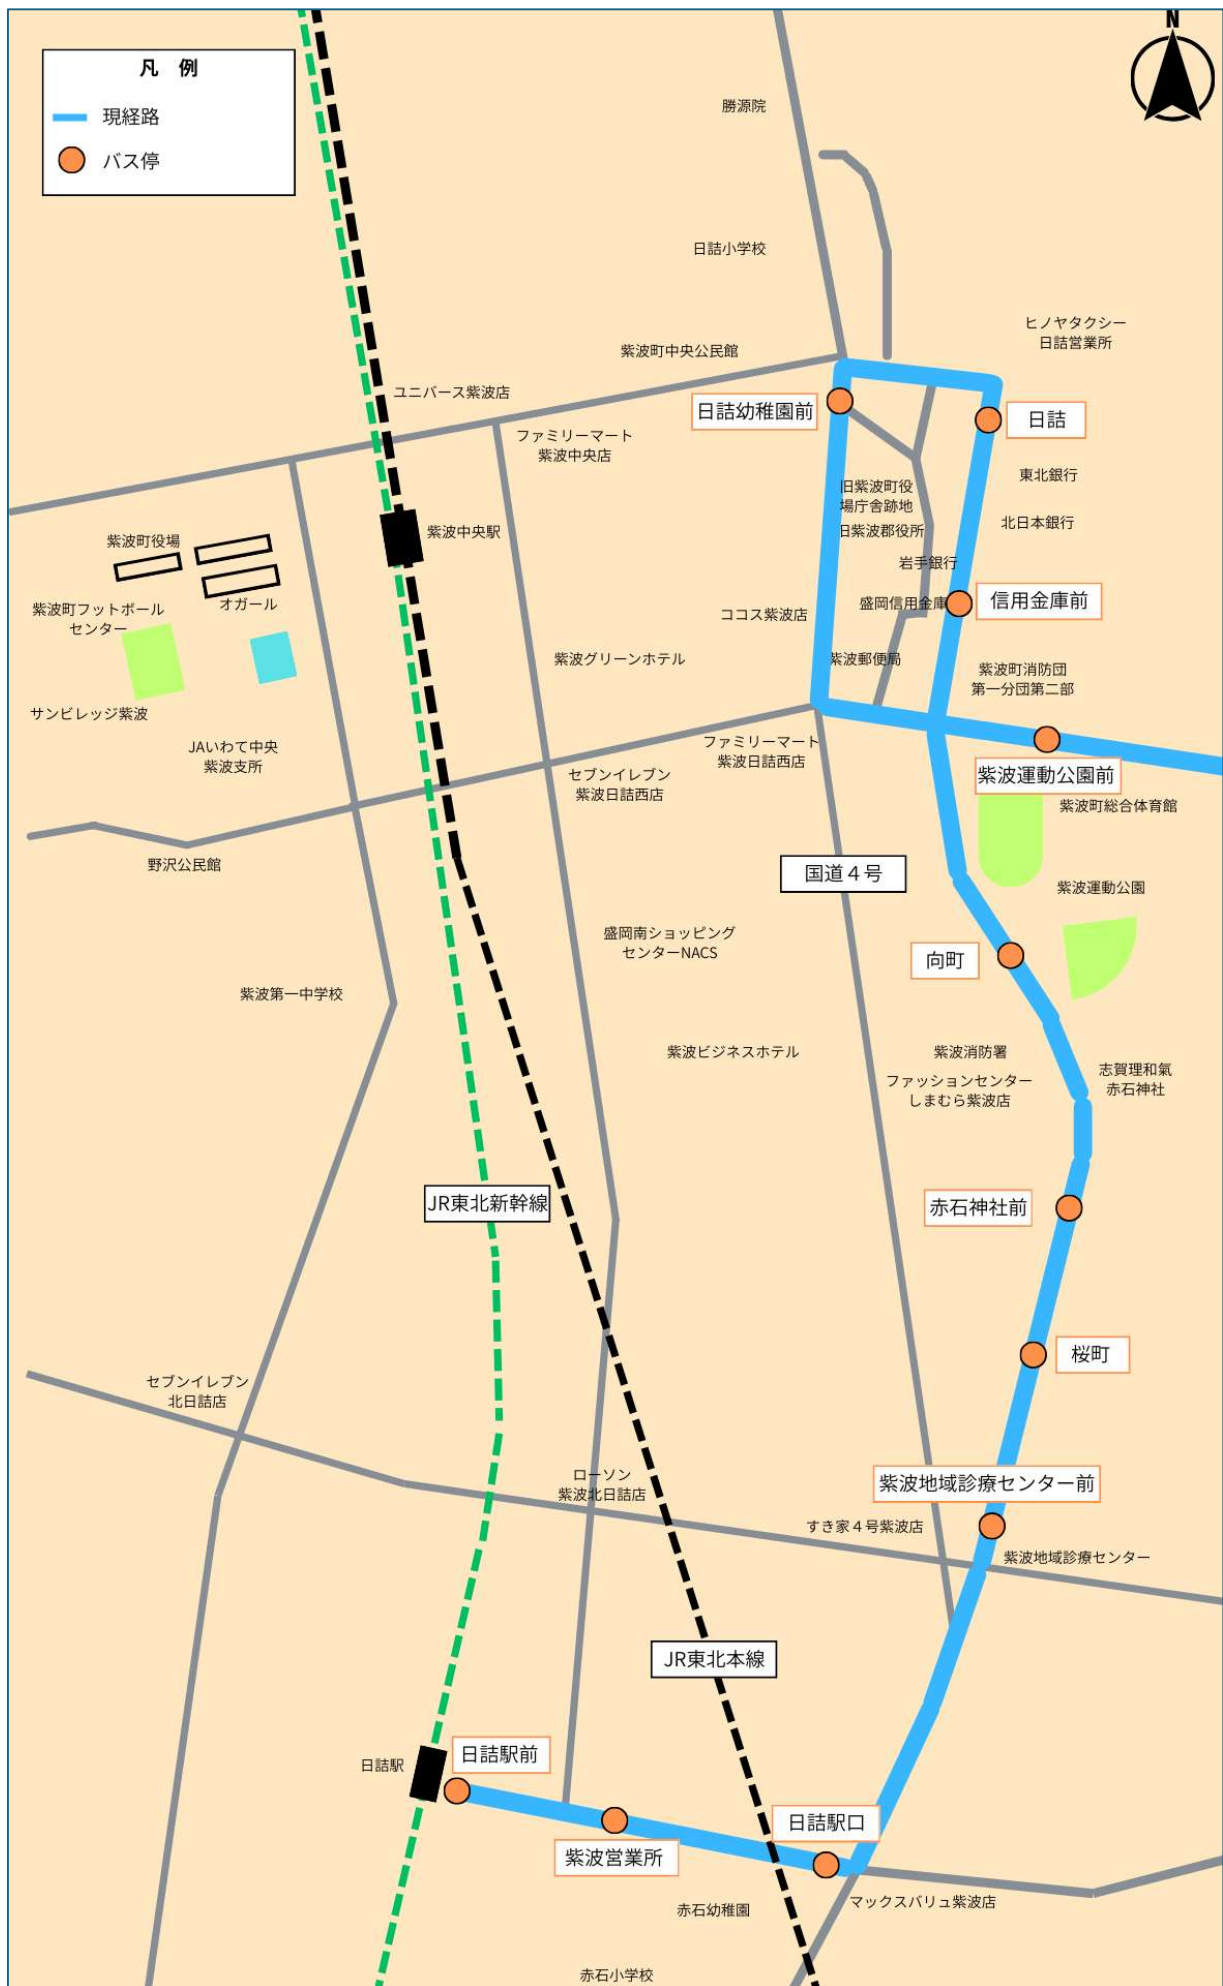 N
凡 例
現経路
バス停
勝源院
日詰小学校
ヒノヤタクシー
日詰営業所
紫波町中央公民館
ユニバース紫波店
日詰幼稚園前
日詰
ファミリーマート
紫波中央店
東北銀行
旧紫波町役
場庁舎跡地
北日本銀行
旧紫波郡役所
紫波中央駅
紫波町役場
岩手銀行
オガール
紫波町フットボール
センター
盛岡信用金庫
信用金庫前
ココス紫波店
紫波グリーンホテル
紫波郵便局
紫波町消防団
第一分団第二部
サンビレッジ紫波
JAいわて中央
紫波支所
ファミリーマート
紫波日詰西店
セブンイレブン
紫波日詰西店
紫波運動公園前
紫波町総合体育館
野沢公民館
国道４号
紫波運動公園
盛岡南ショッピング
センターNACS
向町
紫波第一中学校
紫波ビジネスホテル
紫波消防署
ファッションセンター
しまむら紫波店
志賀理和氣
赤石神社
JR東北新幹線
赤石神社前
桜町
セブンイレブン
北日詰店
ローソン
紫波北日詰店
紫波地域診療センター前
すき家４号紫波店
紫波地域診療センター
JR東北本線
日詰駅
日詰駅前
日詰駅口
紫波営業所
マックスバリュ紫波店
赤石幼稚園
赤石小学校